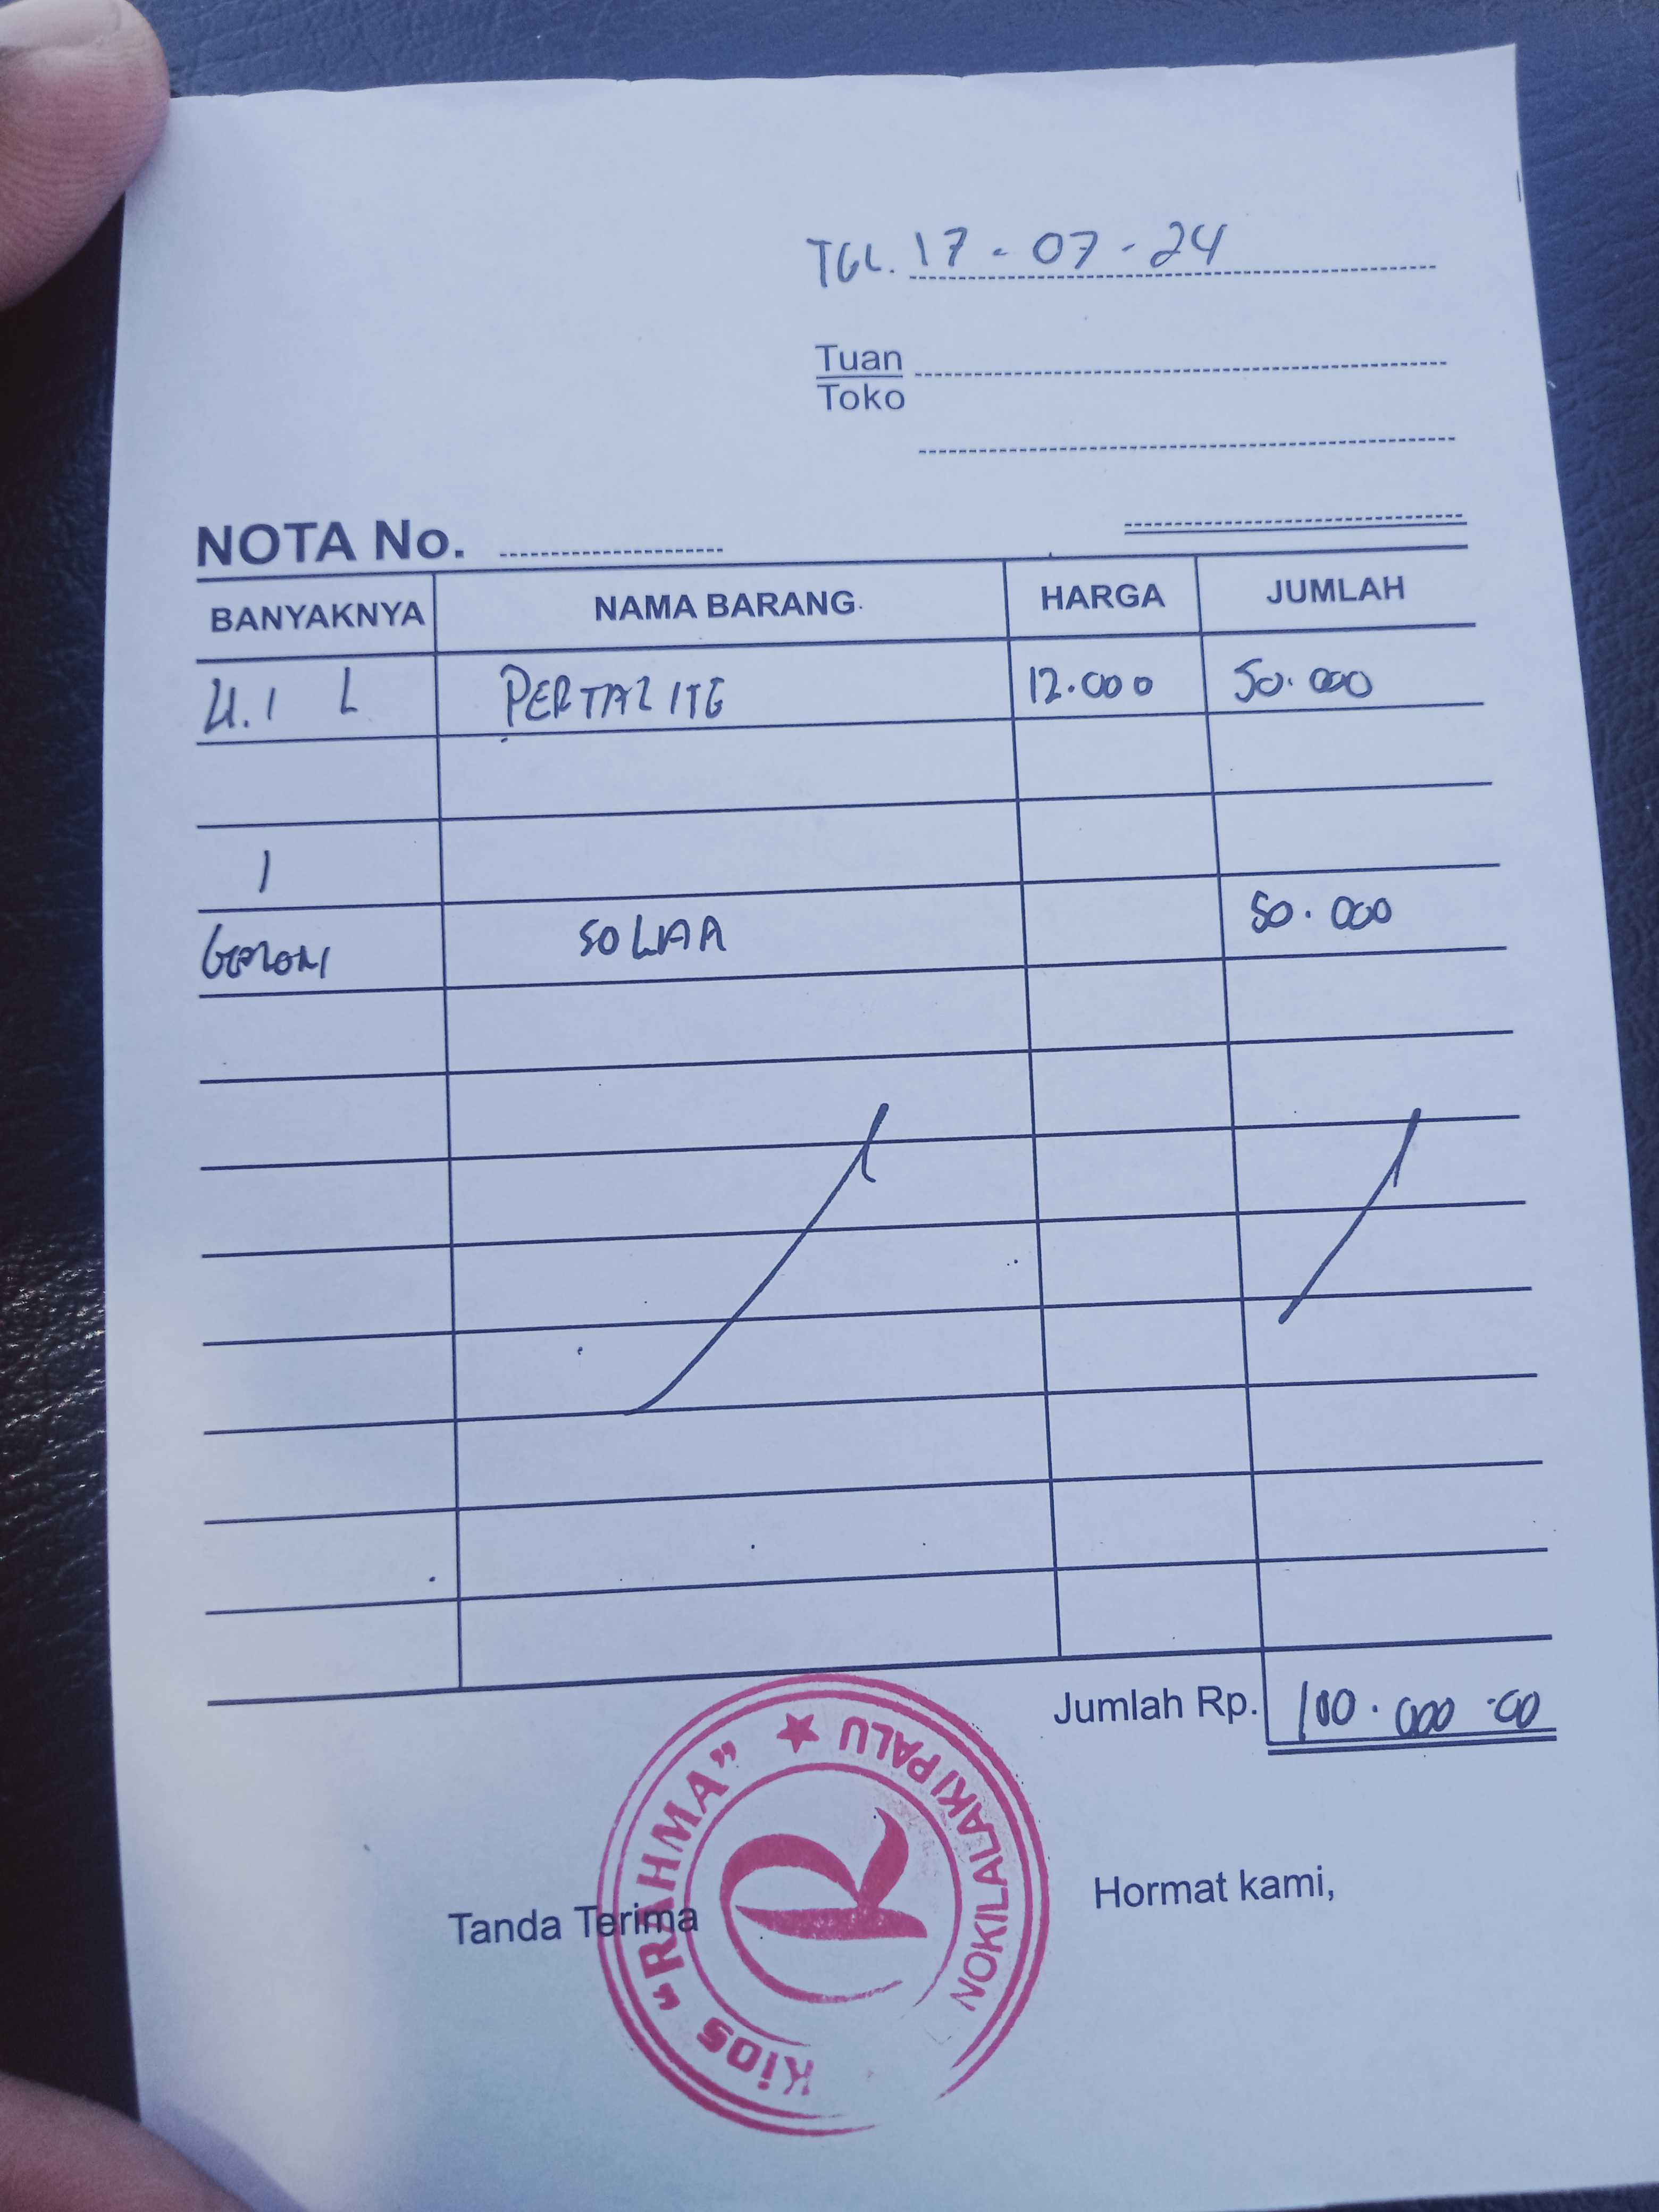 TGL. 17 - 07 - 24
Tuan
Toko
NOTA No.
BANYAKNYA NAMA BARANG HARGA JUMLAH
4.1 L PERTALITE 12.000 50.000
1
SOLAR 50.000
Jumlah Rp. 100.000.00
Tanda Terima
Hormat kami,
KiOS "RAHMA" ★ NOKILALAKI PALU
R